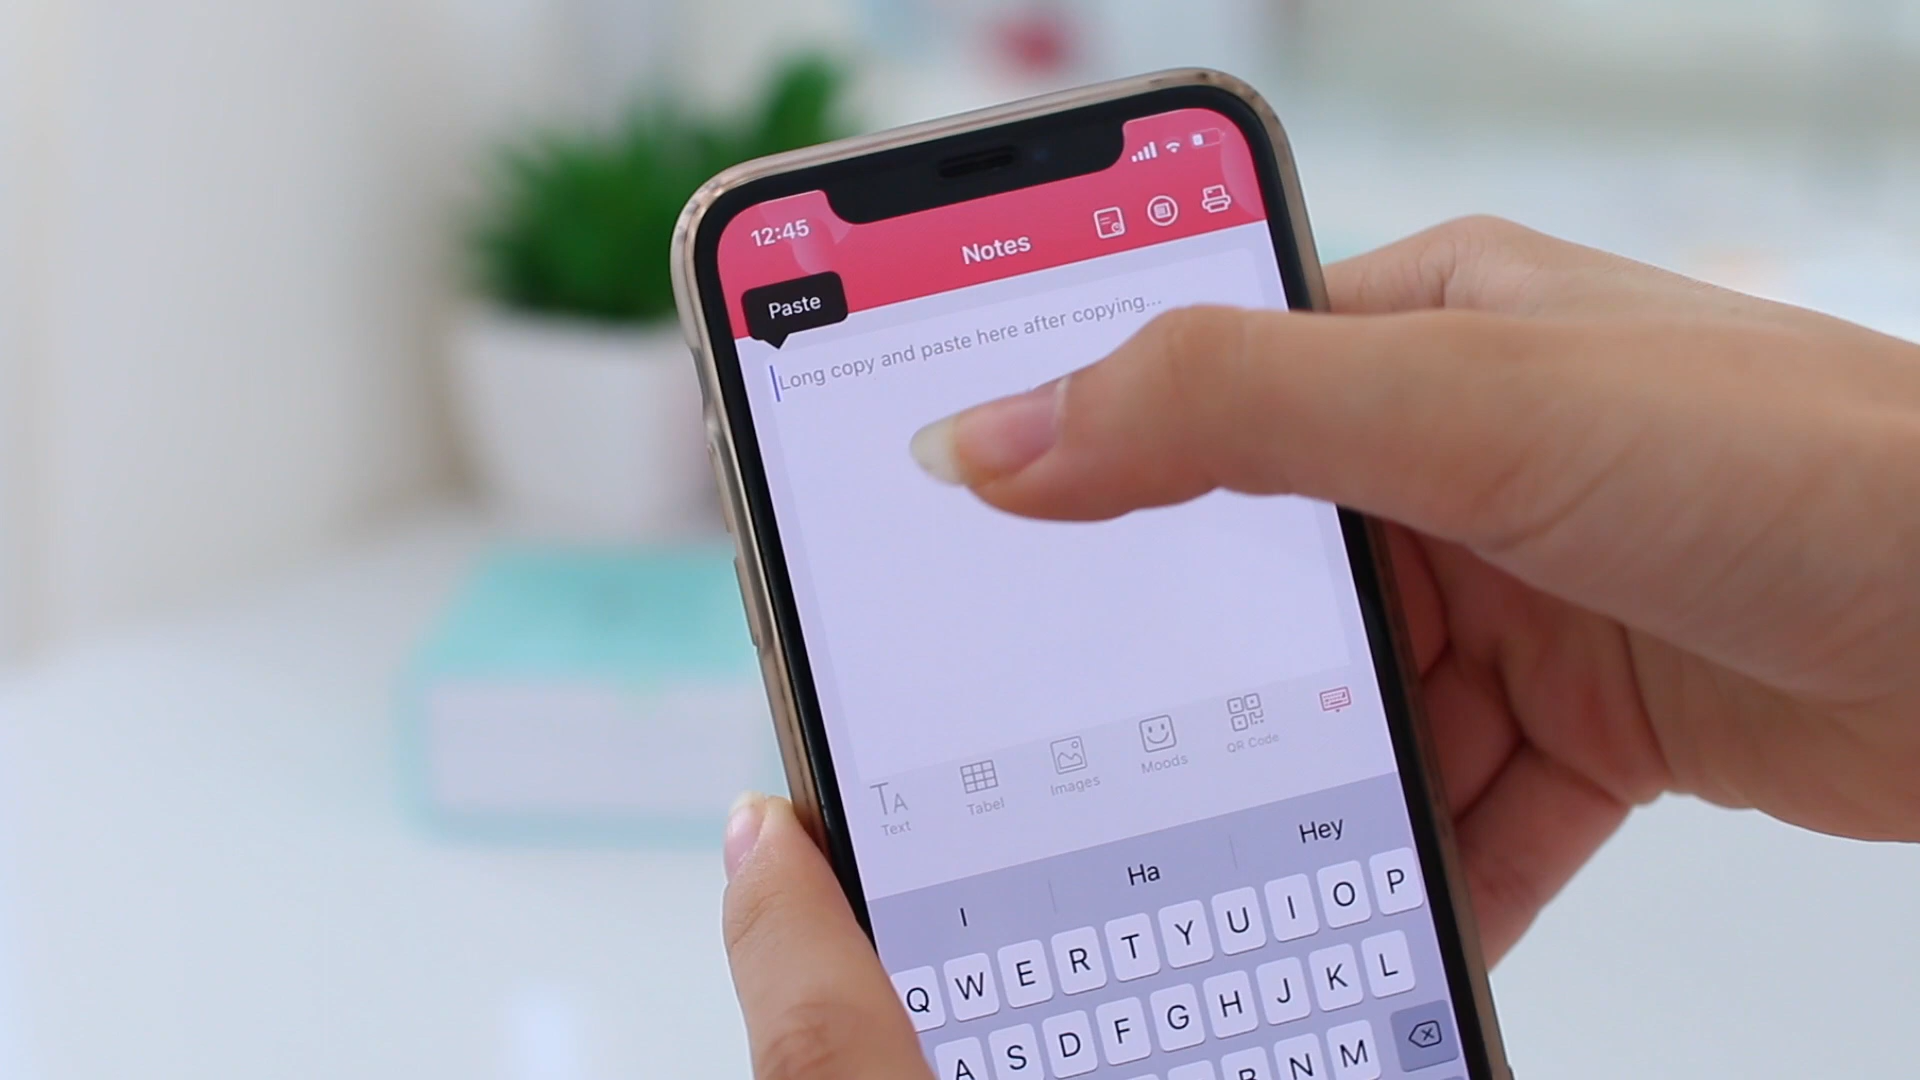 12:45
Notes
Paste
Long copy and paste here after copying...
Text
Tabel
Images
Moods
QR Code
I
Ha
Hey
Q W E R T Y U I O P
A S D F G H J K L
B N M